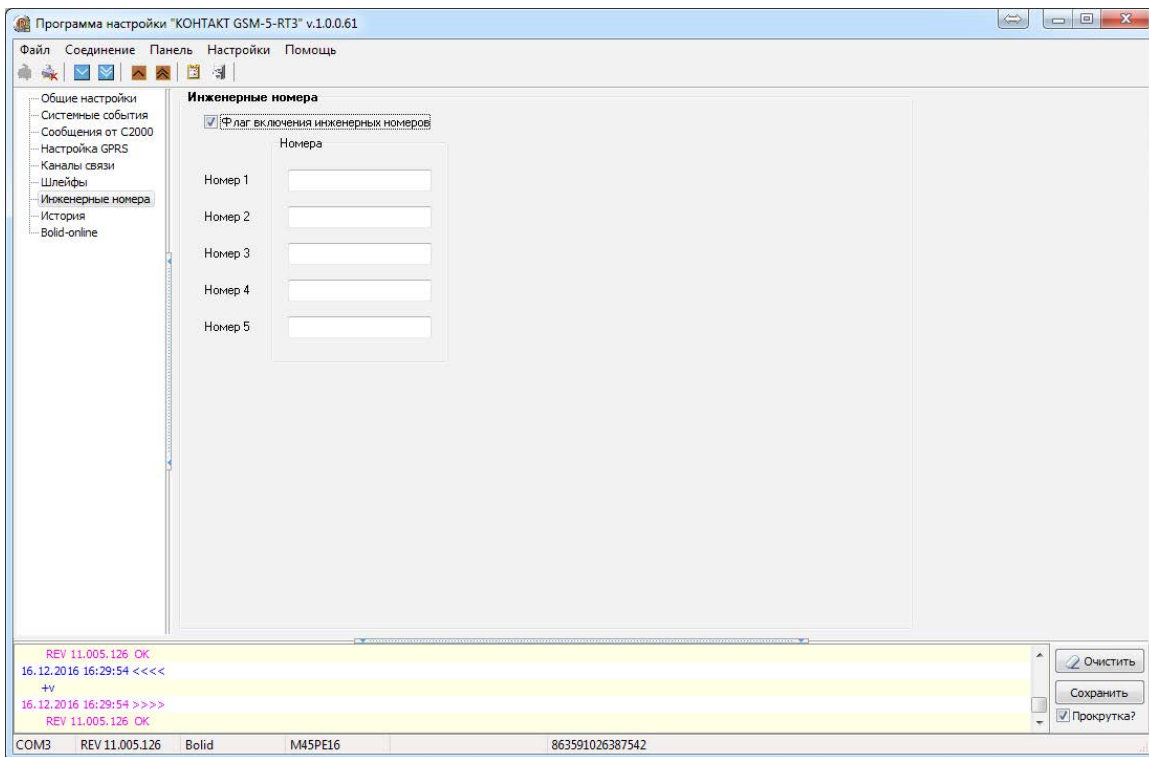 Программа настройки "КОНТАКТ GSM-5-RT3" v.1.0.0.61
Файл Соединение Панель Настройки Помощь
Общие настройки
Системные события
Сообщения от С2000
Настройка GPRS
Каналы связи
Шлейфы
Инженерные номера
История
Bolid-online
Инженерные номера
Флаг включения инженерных номеров
Номера
Номер 1
Номер 2
Номер 3
Номер 4
Номер 5
REV 11.005.126 OK
16.12.2016 16:29:54 <<<<
+v
16.12.2016 16:29:54 >>>>
REV 11.005.126 OK
Очистить
Сохранить
Прокрутка?
COM3 REV 11.005.126 Bolid M45PE16 863591026387542